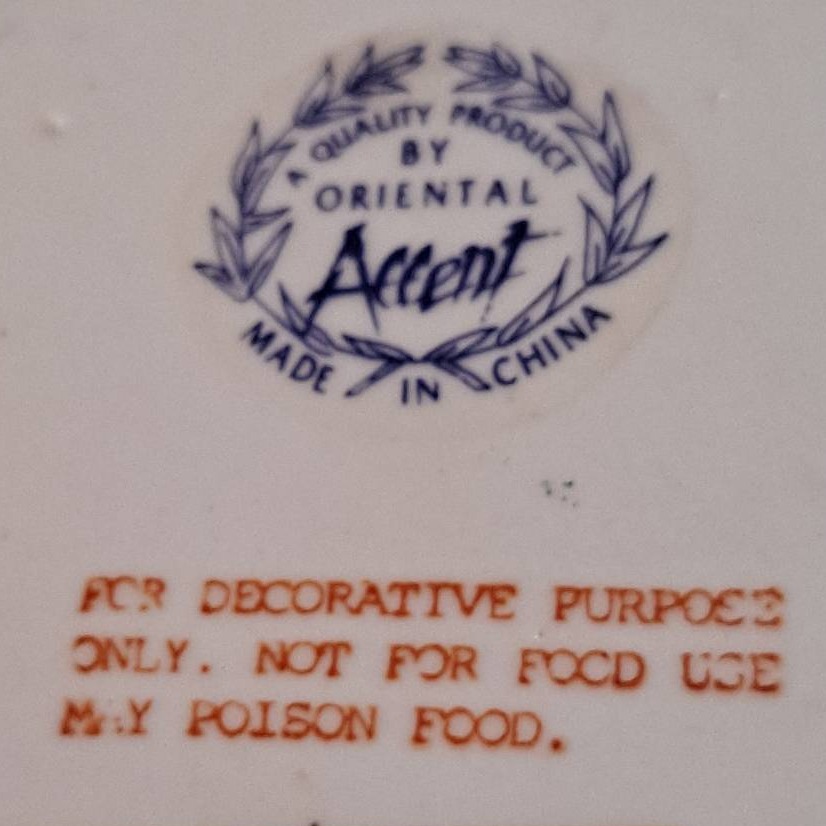 A QUALITY PRODUCT
BY
ORIENTAL
Accent
MADE IN CHINA
FOR DECORATIVE PURPOSE
ONLY. NOT FOR FOOD USE
MAY POISON FOOD.